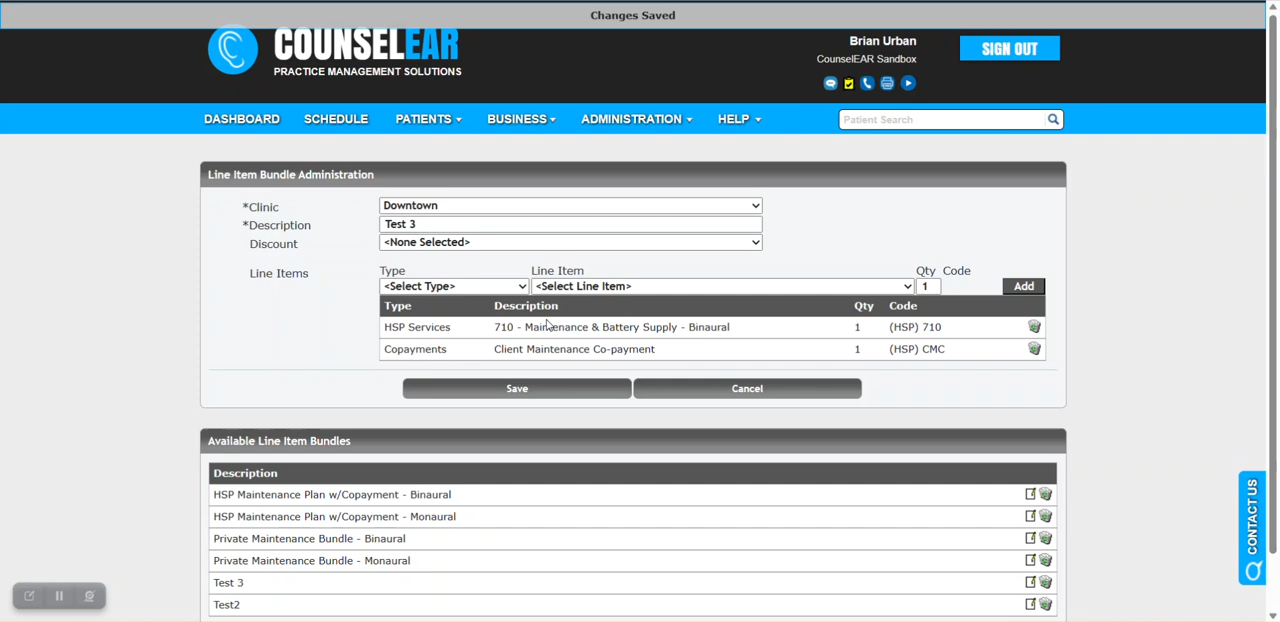 Changes Saved
COUNSELEAR
PRACTICE MANAGEMENT SOLUTIONS
Brian Urban
CounselEAR Sandbox
SIGN OUT
DASHBOARD SCHEDULE PATIENTS BUSINESS ADMINISTRATION HELP Patient Search
Line Item Bundle Administration
*Clinic Downtown
*Description Test 3
Discount <None Selected>
Line Items Type Line Item Qty Code
<Select Type> <Select Line Item> 1 Add
Type Description Qty Code
HSP Services 710 - Maintenance & Battery Supply - Binaural 1 (HSP) 710
Copayments Client Maintenance Co-payment 1 (HSP) CMC
Save Cancel
Available Line Item Bundles
Description
HSP Maintenance Plan w/Copayment - Binaural
HSP Maintenance Plan w/Copayment - Monaural
Private Maintenance Bundle - Binaural
Private Maintenance Bundle - Monaural
Test 3
Test2
CONTACT US